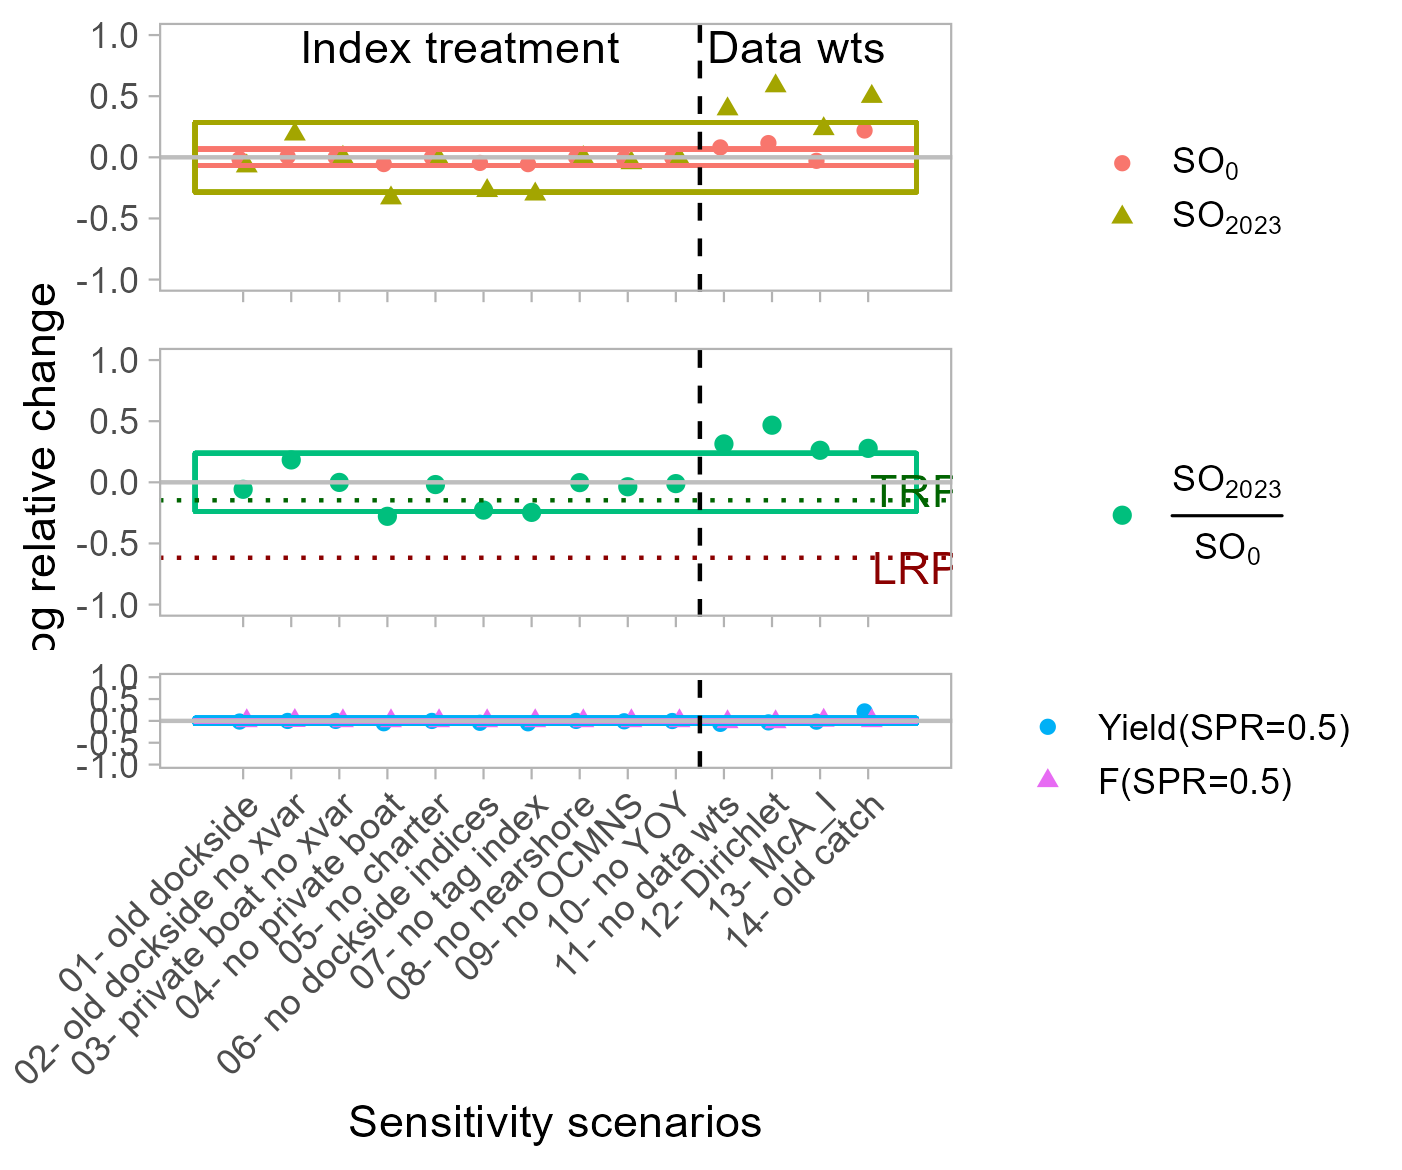 Index treatment
Data wts
1.0
0.5
0.0
-0.5
-1.0
SO0
SO2023
og relative change
1.0
0.5
0.0
-0.5
-1.0
TRP
LRP
SO2023
SO0
1.0
0.5
0.0
-0.5
-1.0
Yield(SPR=0.5)
F(SPR=0.5)
01- old dockside
02- old dockside no xvar
03- private boat no xvar
04- no private boat
05- no charter
06- no dockside indices
07- no tag index
08- no nearshore
09- no OCMNS
10- no YOY
11- no data wts
12- Dirichlet
13- McA_I
14- old catch
Sensitivity scenarios